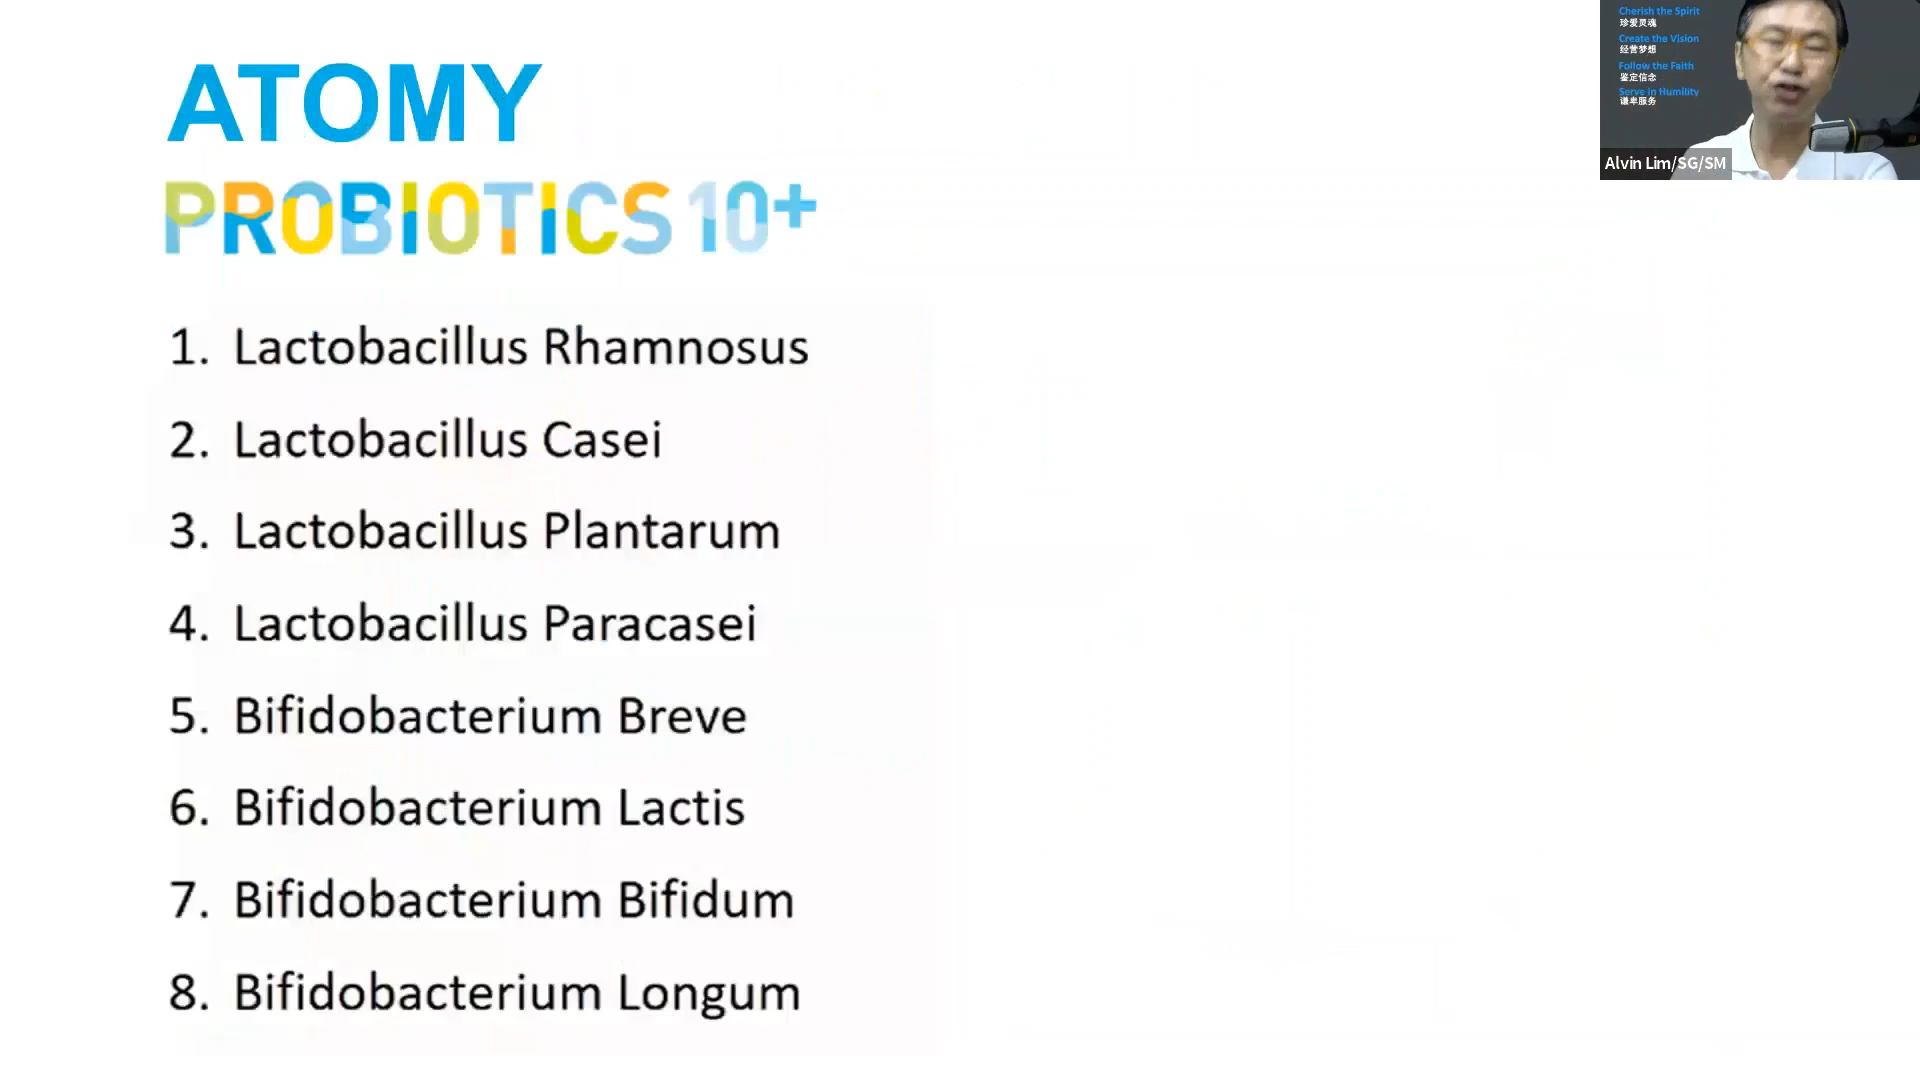 ATOMY
PROBIOTICS 10+
1. Lactobacillus Rhamnosus
2. Lactobacillus Casei
3. Lactobacillus Plantarum
4. Lactobacillus Paracasei
5. Bifidobacterium Breve
6. Bifidobacterium Lactis
7. Bifidobacterium Bifidum
8. Bifidobacterium Longum
Cherish the Spirit
珍爱灵魂
Create the Vision
经营梦想
Follow the Faith
鉴定信念
Serve in Humility
谦卑服务
Alvin Lim/SG/SM